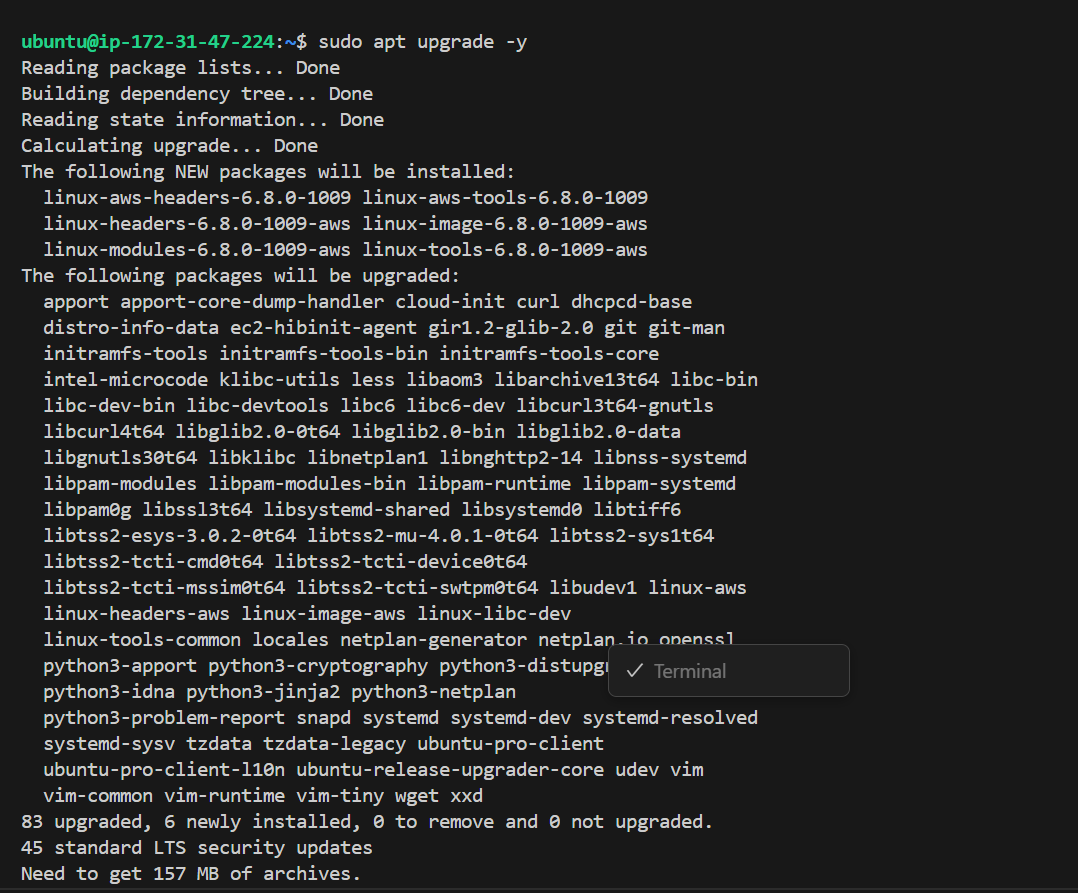 ubuntu@ip-172-31-47-224:~$ sudo apt upgrade -y
Reading package lists... Done
Building dependency tree... Done
Reading state information... Done
Calculating upgrade... Done
The following NEW packages will be installed:
  linux-aws-headers-6.8.0-1009 linux-aws-tools-6.8.0-1009
  linux-headers-6.8.0-1009-aws linux-image-6.8.0-1009-aws
  linux-modules-6.8.0-1009-aws linux-tools-6.8.0-1009-aws
The following packages will be upgraded:
  apport apport-core-dump-handler cloud-init curl dhcpcd-base
  distro-info-data ec2-hibinit-agent gir1.2-glib-2.0 git git-man
  initramfs-tools initramfs-tools-bin initramfs-tools-core
  intel-microcode klibc-utils less libaom3 libarchive13t64 libc-bin
  libc-dev-bin libc-devtools libc6 libc6-dev libcurl3t64-gnutls
  libcurl4t64 libglib2.0-0t64 libglib2.0-bin libglib2.0-data
  libgnutls30t64 libklibc libnetplan1 libnghttp2-14 libnss-systemd
  libpam-modules libpam-modules-bin libpam-runtime libpam-systemd
  libpam0g libssl3t64 libsystemd-shared libsystemd0 libtiff6
  libtss2-esys-3.0.2-0t64 libtss2-mu-4.0.1-0t64 libtss2-sys1t64
  libtss2-tcti-cmd0t64 libtss2-tcti-device0t64
  libtss2-tcti-mssim0t64 libtss2-tcti-swtpm0t64 libudev1 linux-aws
  linux-headers-aws linux-image-aws linux-libc-dev
  linux-tools-common locales netplan-generator netplan.io openssl
  python3-apport python3-cryptography
✓ Terminal
  python3-idna python3-jinja2 python3-netplan
  python3-problem-report snapd systemd systemd-dev systemd-resolved
  systemd-sysv tzdata tzdata-legacy ubuntu-pro-client
  ubuntu-pro-client-l10n ubuntu-release-upgrader-core udev vim
  vim-common vim-runtime vim-tiny wget xxd
83 upgraded, 6 newly installed, 0 to remove and 0 not upgraded.
45 standard LTS security updates
Need to get 157 MB of archives.